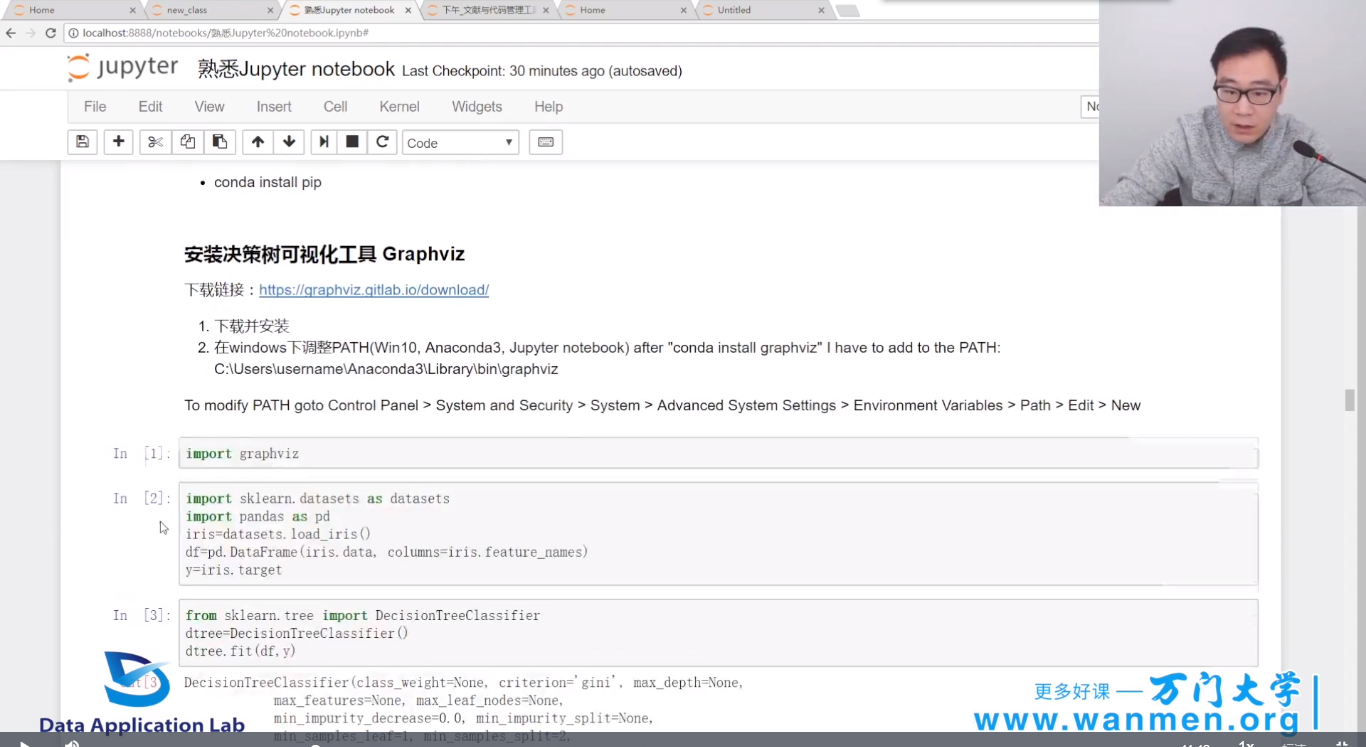 Home
new_class
熟悉Jupyter notebook
下午_文献与代码管理工
Home
Untitled
localhost:8888/notebooks/熟悉Jupyter%20notebook.ipynb#
jupyter 熟悉Jupyter notebook Last Checkpoint: 30 minutes ago (autosaved)
File Edit View Insert Cell Kernel Widgets Help
Code
conda install pip
安装决策树可视化工具 Graphviz
下载链接：https://graphviz.gitlab.io/download/
1. 下载并安装
2. 在windows下调整PATH(Win10, Anaconda3, Jupyter notebook) after "conda install graphviz" I have to add to the PATH:
C:\Users\username\Anaconda3\Library\bin\graphviz
To modify PATH goto Control Panel > System and Security > System > Advanced System Settings > Environment Variables > Path > Edit > New
In [1]: import graphviz
In [2]: import sklearn.datasets as datasets
import pandas as pd
iris=datasets.load_iris()
df=pd.DataFrame(iris.data, columns=iris.feature_names)
y=iris.target
In [3]: from sklearn.tree import DecisionTreeClassifier
dtree=DecisionTreeClassifier()
dtree.fit(df,y)
DecisionTreeClassifier(class_weight=None, criterion='gini', max_depth=None,
max_features=None, max_leaf_nodes=None,
min_impurity_decrease=0.0, min_impurity_split=None,
min_samples_leaf=1, min_samples_split=2,
Data Application Lab
更多好课 — 万门大学
www.wanmen.org